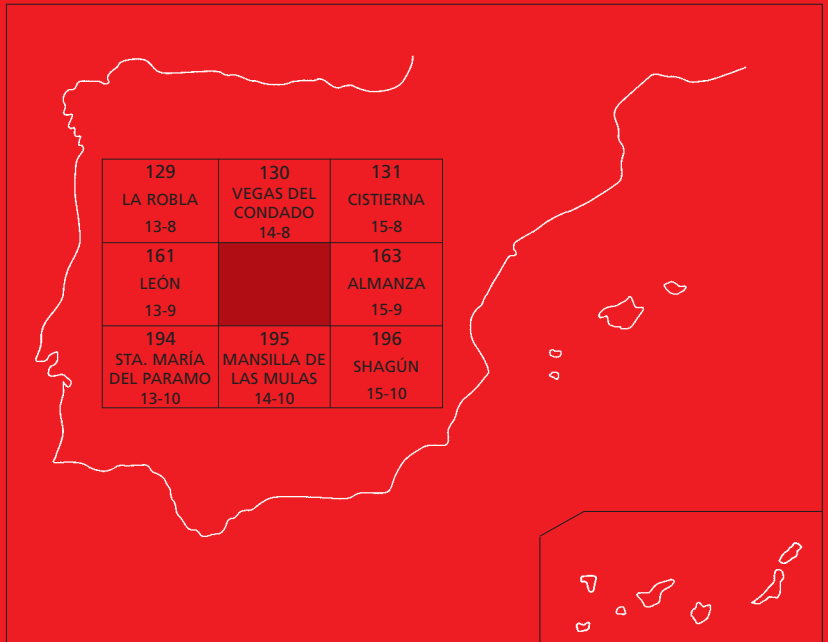 129
LA ROBLA
13-8
130
VEGAS DEL
CONDADO
14-8
131
CISTIERNA
15-8
161
LEÓN
13-9
163
ALMANZA
15-9
194
STA. MARÍA
DEL PARAMO
13-10
195
MANSILLA DE
LAS MULAS
14-10
196
SHAGÚN
15-10